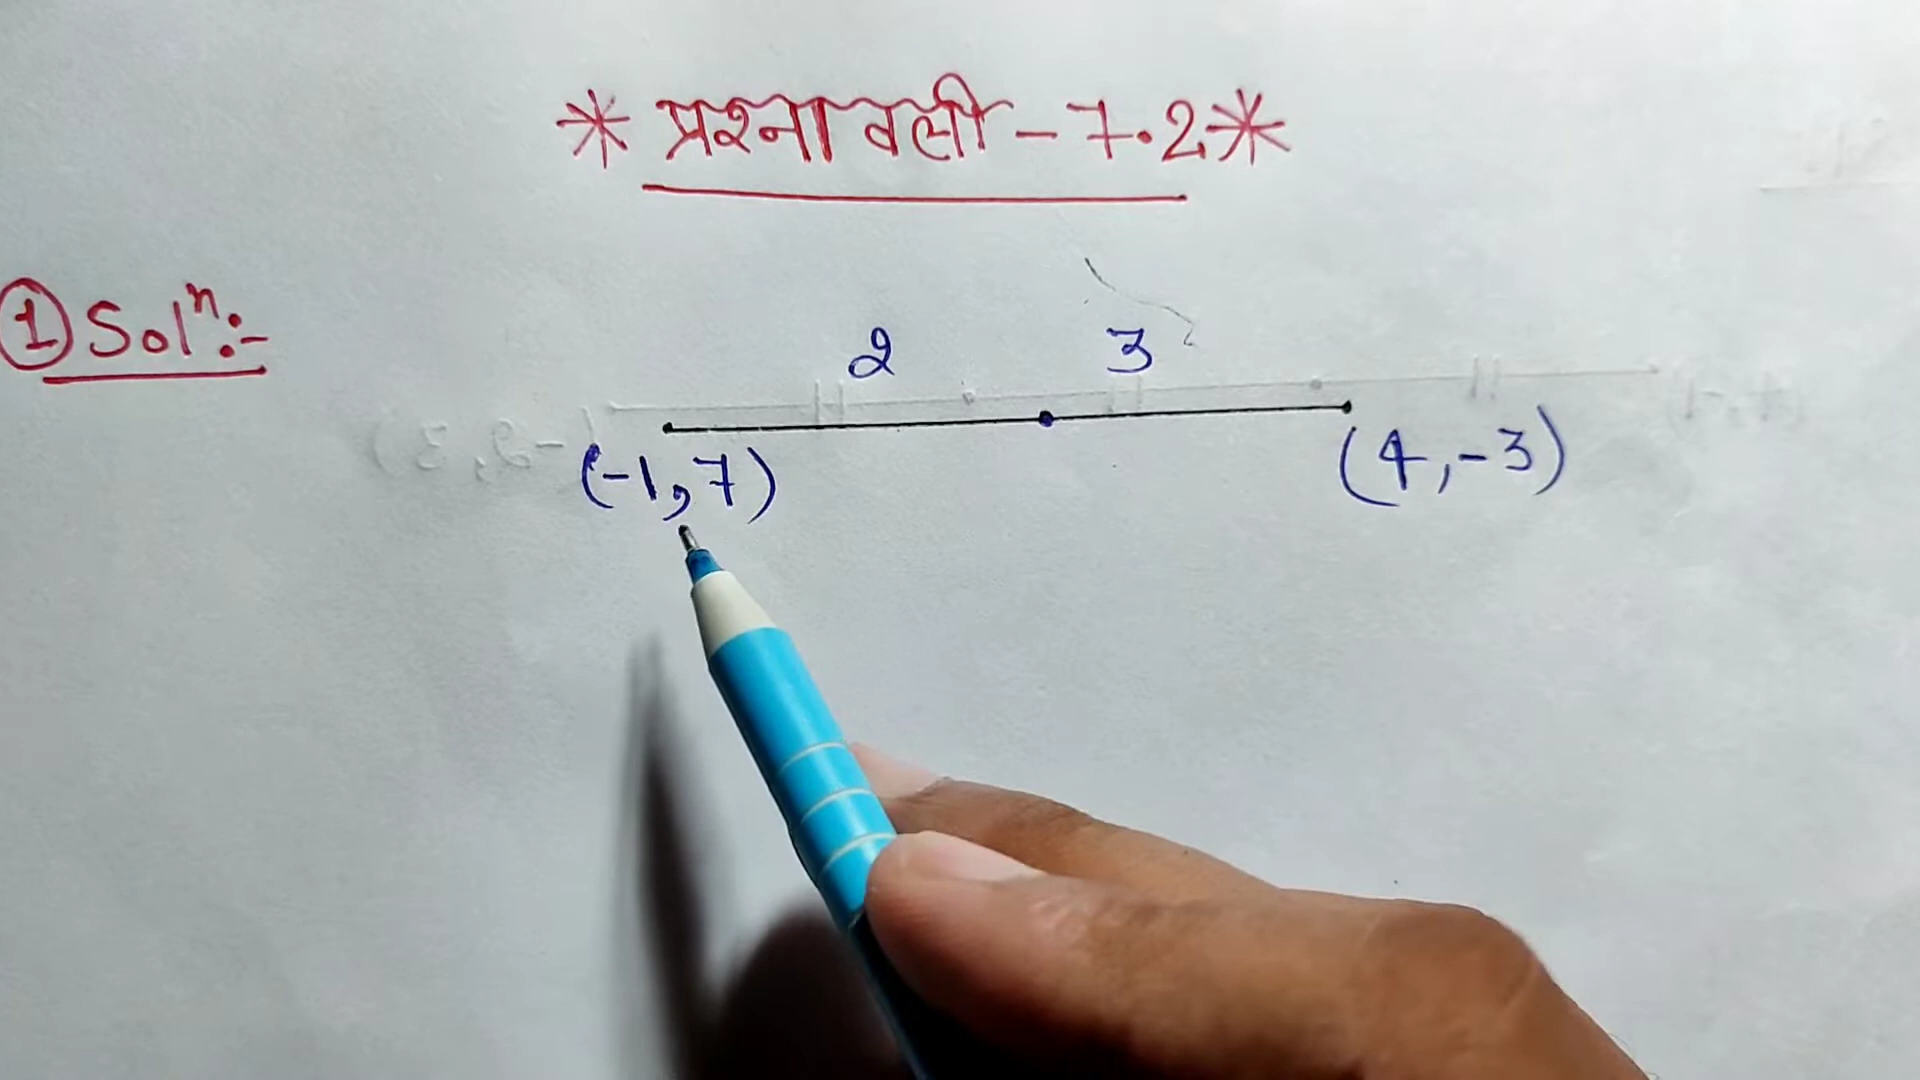 * प्रश्नावली - 7.2 *
① Solⁿ:-
2 3
(-1,7) (4,-3)